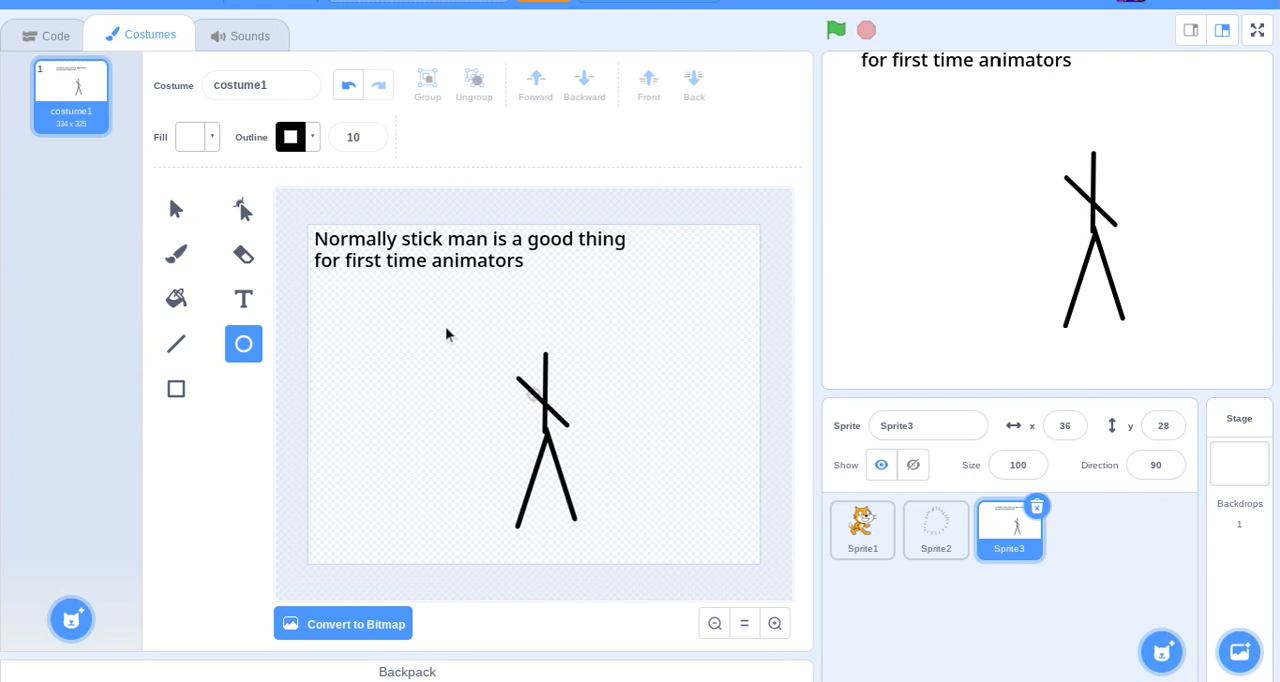 Code
Costumes
Sounds
1
costume1
334 x 325
Costume
costume1
Group
Ungroup
Forward
Backward
Front
Back
Fill
Outline
10
Normally stick man is a good thing
for first time animators
Convert to Bitmap
Backpack
for first time animators
Sprite
Sprite3
x
36
y
28
Show
Size
100
Direction
90
Sprite1
Sprite2
Sprite3
Stage
Backdrops
1